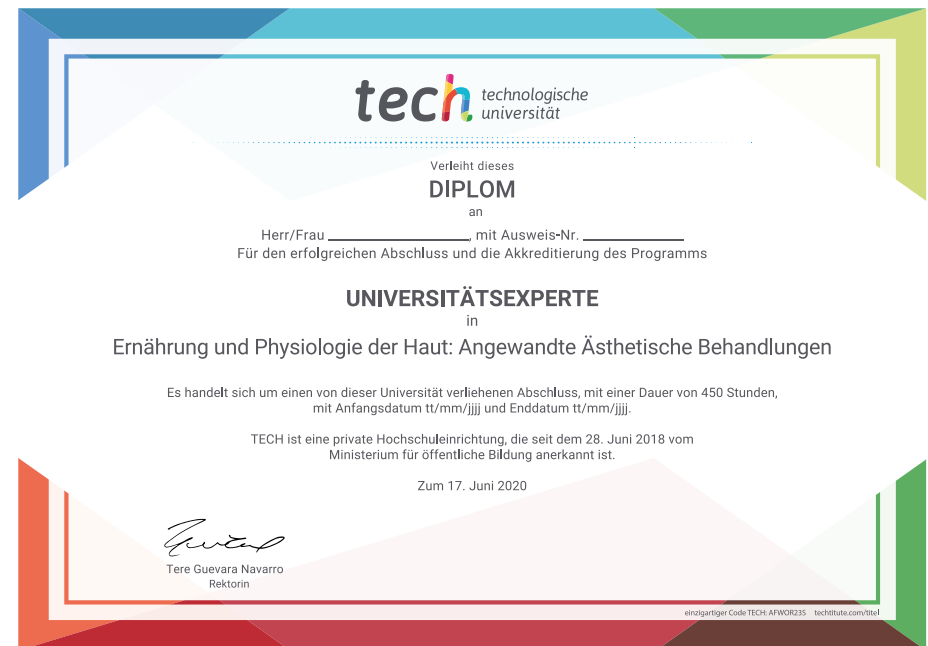 tech technologische
universität
Verleiht dieses
DIPLOM
an
Herr/Frau ____________, mit Ausweis-Nr. ____________
Für den erfolgreichen Abschluss und die Akkreditierung des Programms
UNIVERSITÄTSEXPERTE
in
Ernährung und Physiologie der Haut: Angewandte Ästhetische Behandlungen
Es handelt sich um einen von dieser Universität verliehenen Abschluss, mit einer Dauer von 450 Stunden,
mit Anfangsdatum tt/mm/jjjj und Enddatum tt/mm/jjjj.
TECH ist eine private Hochschuleinrichtung, die seit dem 28. Juni 2018 vom
Ministerium für öffentliche Bildung anerkannt ist.
Zum 17. Juni 2020
Tere Guevara Navarro
Rektorin
einzigartiger Code TECH: AFWOR23S techtitute.com/titel